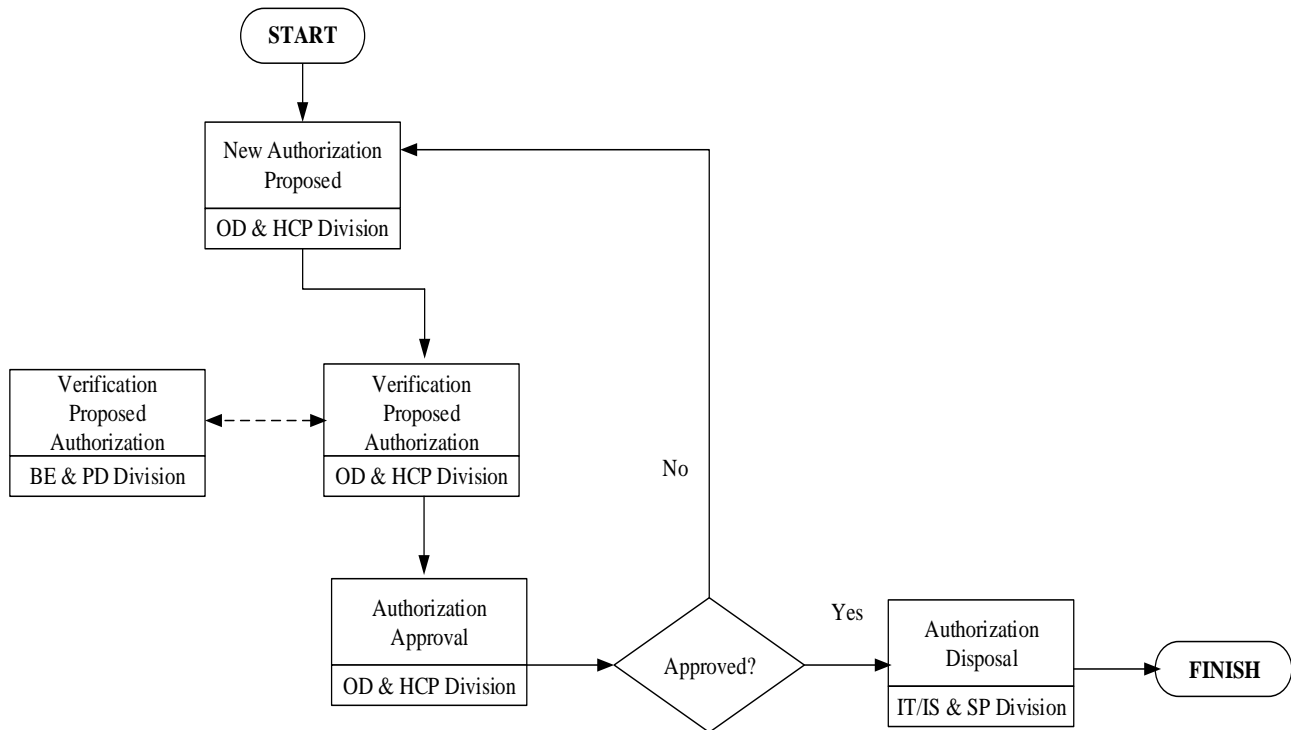 START
New Authorization
Proposed
OD & HCP Division
Verification
Proposed
Authorization
BE & PD Division
Verification
Proposed
Authorization
OD & HCP Division
No
Authorization
Approval
OD & HCP Division
Approved?
Yes
Authorization
Disposal
IT/IS & SP Division
FINISH